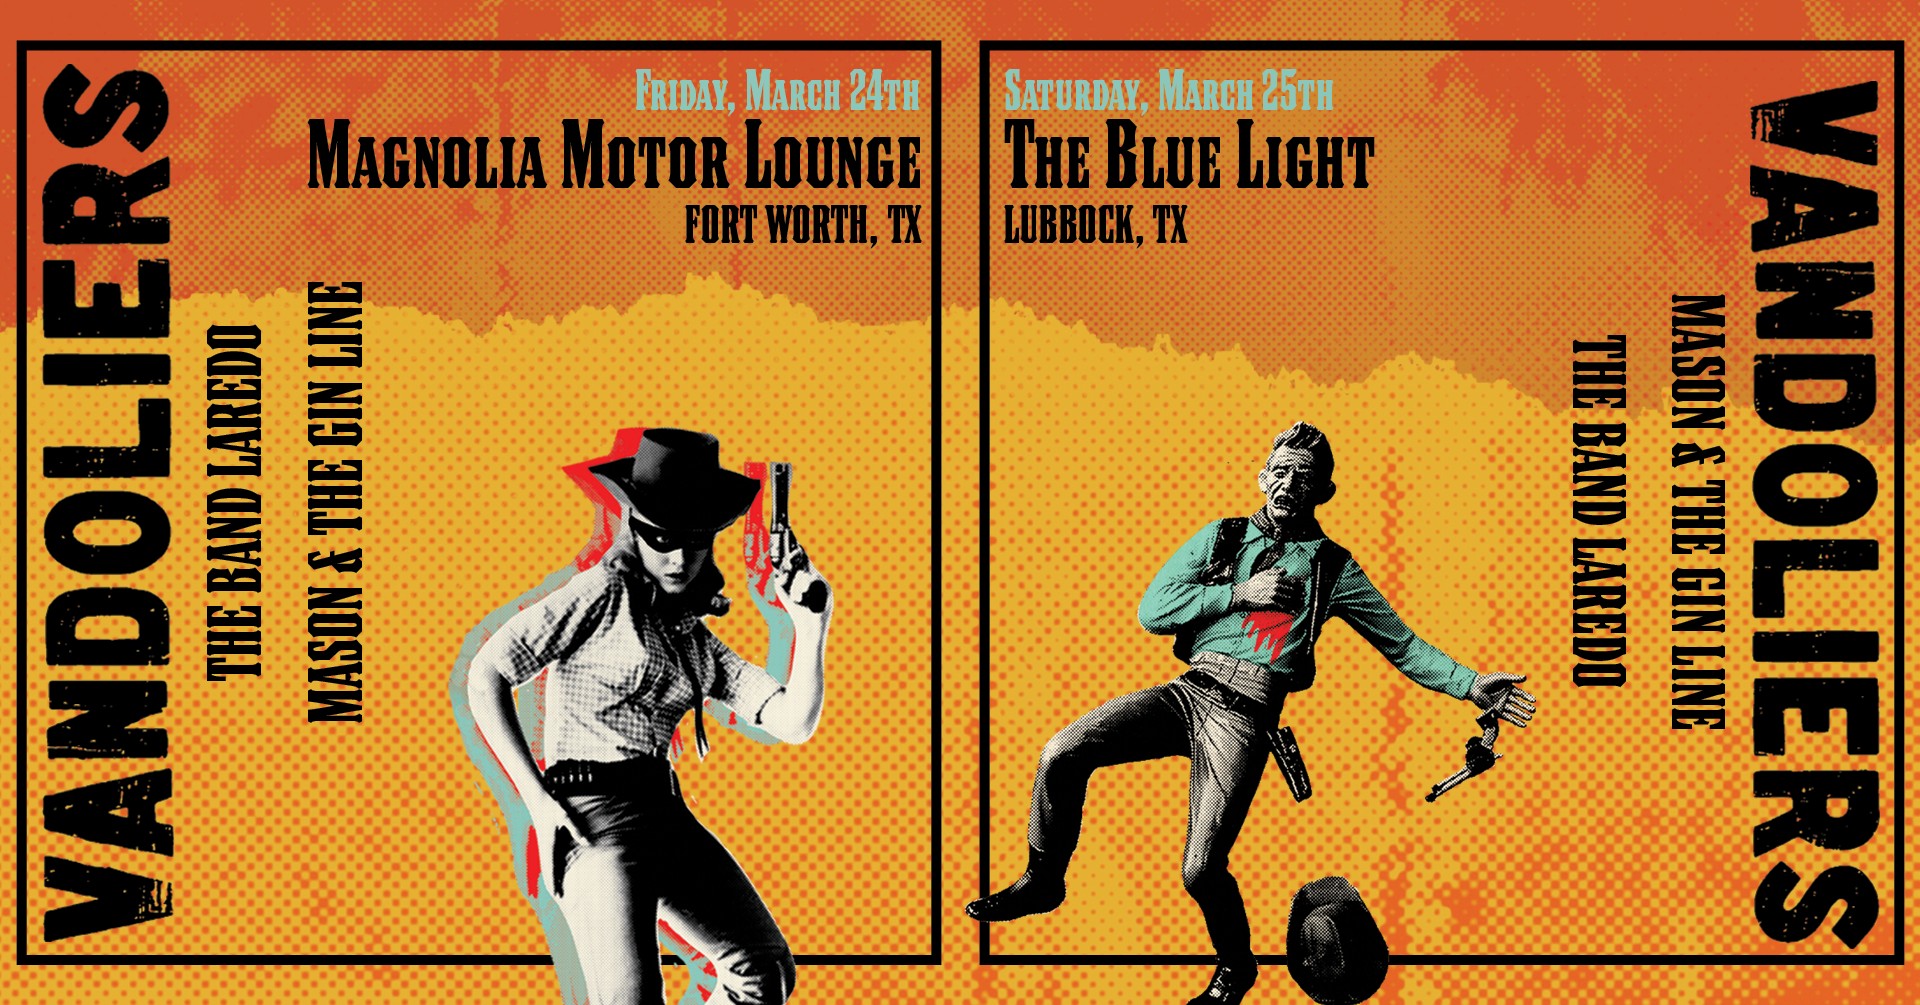 VANDOLIERS
THE BAND LAREDO
MASON & THE GIN LINE
FRIDAY, MARCH 24TH
MAGNOLIA MOTOR LOUNGE
FORT WORTH, TX
SATURDAY, MARCH 25TH
THE BLUE LIGHT
LUBBOCK, TX
VANDOLIERS
MASON & THE GIN LINE
THE BAND LAREDO